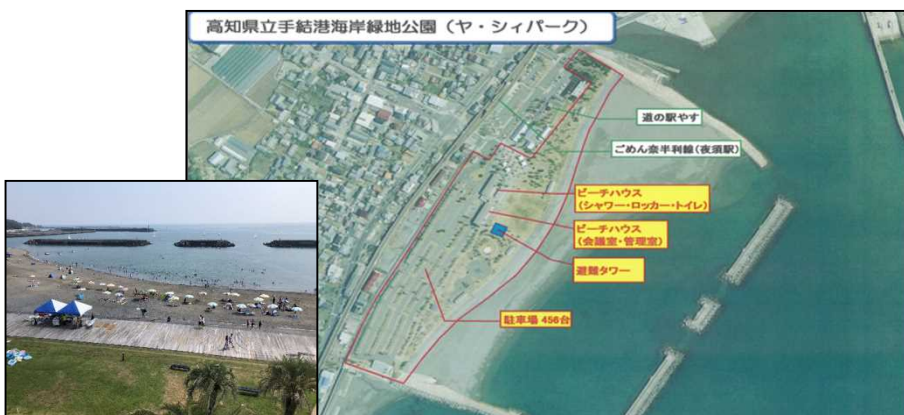 高知県立手結港海岸緑地公園（ヤ・シィパーク）
道の駅やす
ごめん奈半利線（夜須駅）
ビーチハウス
（シャワー・ロッカー・トイレ）
ビーチハウス
（会議室・管理室）
避難タワー
駐車場 456台